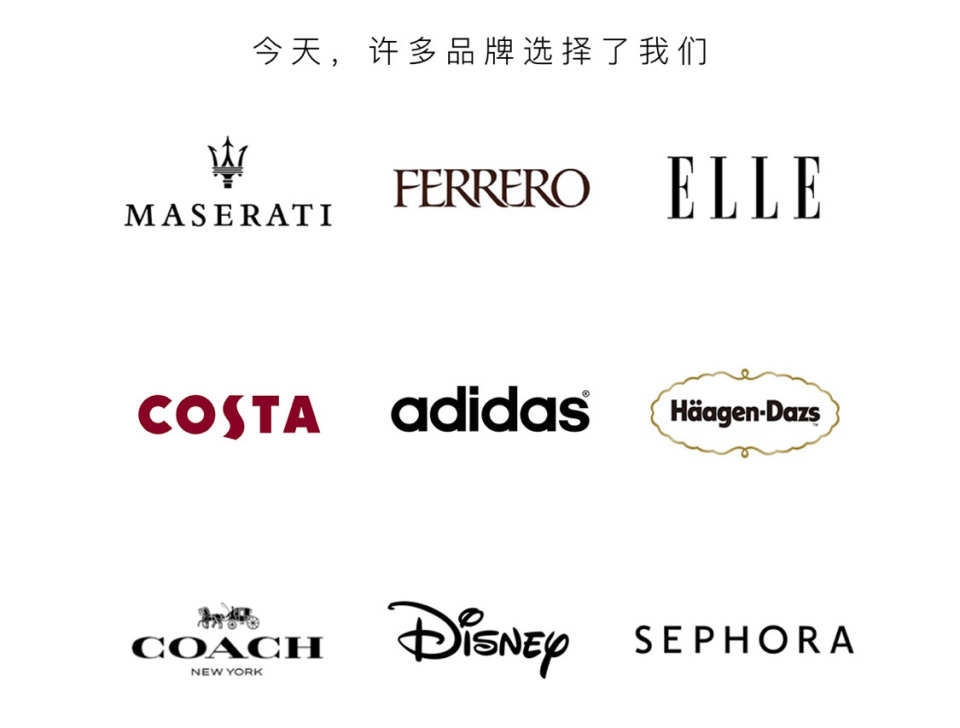 今天，许多品牌选择了我们
MASERATI
FERRERO
ELLE
COSTA
adidas®
Häagen-Dazs™
COACH
NEW YORK
Disney
SEPHORA